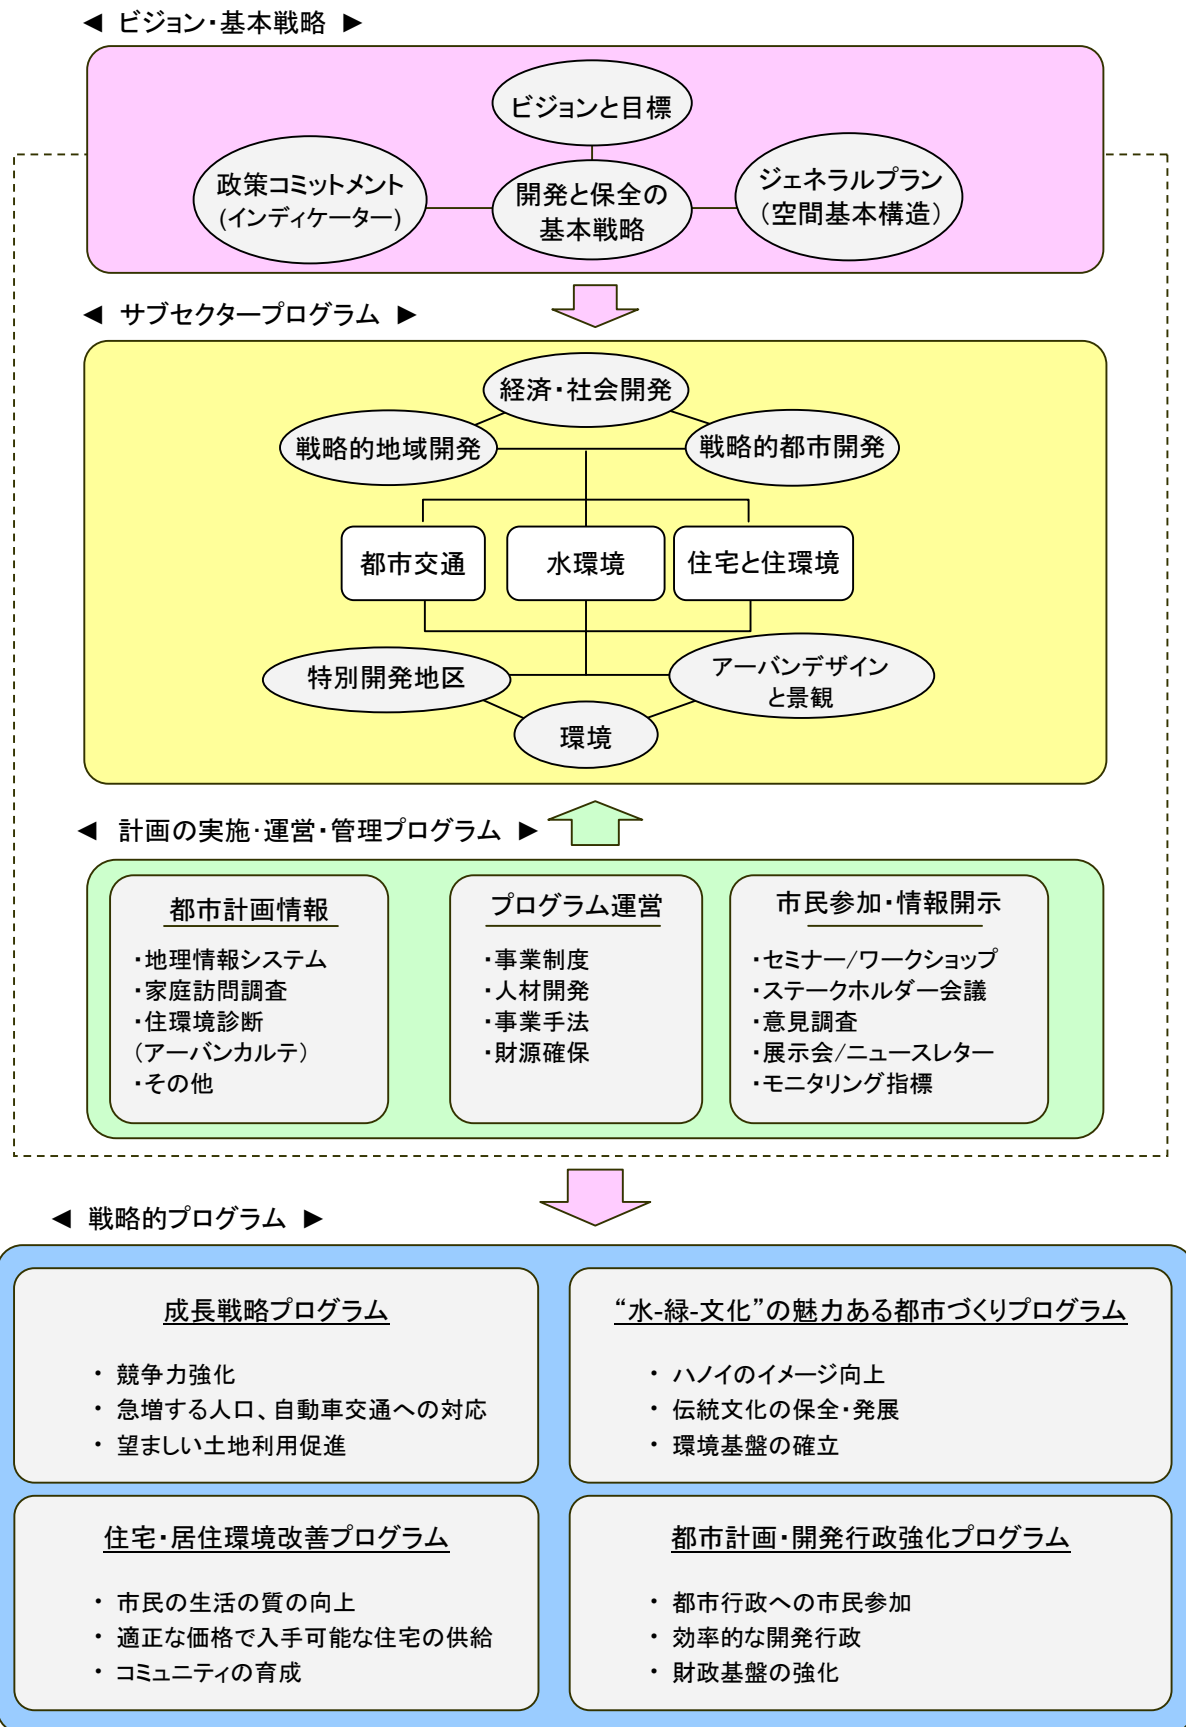 ◄ ビジョン・基本戦略 ►
ビジョンと目標
政策コミットメント
(インディケーター)
開発と保全の
基本戦略
ジェネラルプラン
(空間基本構造)
◄ サブセクタープログラム ►
経済・社会開発
戦略的地域開発
戦略的都市開発
都市交通
水環境
住宅と住環境
特別開発地区
アーバンデザイン
と景観
環境
◄ 計画の実施・運営・管理プログラム ►
都市計画情報
・地理情報システム
・家庭訪問調査
・住環境診断
(アーバンカルテ)
・その他
プログラム運営
・事業制度
・人材開発
・事業手法
・財源確保
市民参加・情報開示
・セミナー/ワークショップ
・ステークホルダー会議
・意見調査
・展示会/ニュースレター
・モニタリング指標
◄ 戦略的プログラム ►
成長戦略プログラム
・ 競争力強化
・ 急増する人口、自動車交通への対応
・ 望ましい土地利用促進
“水-緑-文化”の魅力ある都市づくりプログラム
・ ハノイのイメージ向上
・ 伝統文化の保全・発展
・ 環境基盤の確立
住宅・居住環境改善プログラム
・ 市民の生活の質の向上
・ 適正な価格で入手可能な住宅の供給
・ コミュニティの育成
都市計画・開発行政強化プログラム
・ 都市行政への市民参加
・ 効率的な開発行政
・ 財政基盤の強化